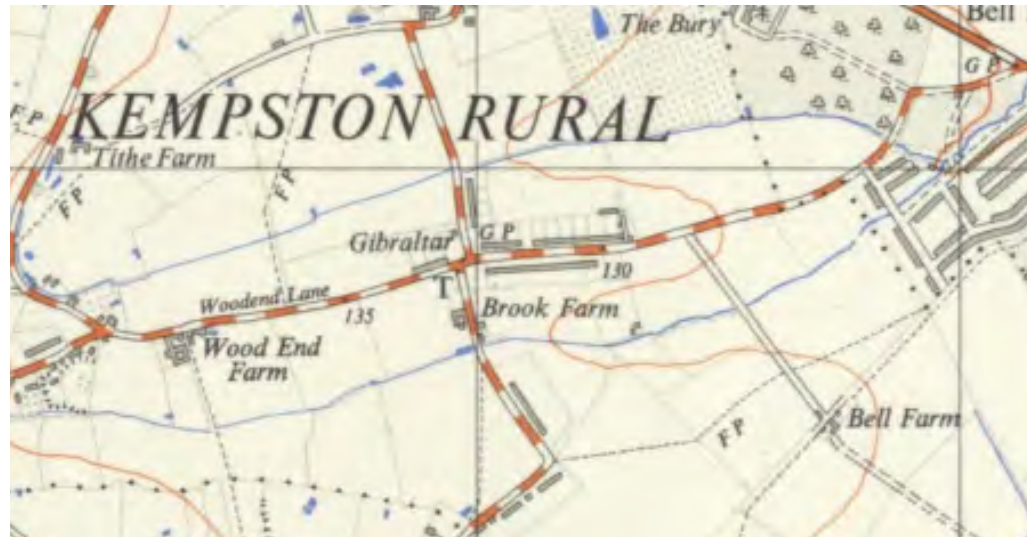 Bell
The Bury
G P
F P
KEMPSTON RURAL
Tithe Farm
F P
F P
Gibraltar
G P
130
T
Woodend Lane
135
Brook Farm
Wood End
Farm
Bell Farm
F P